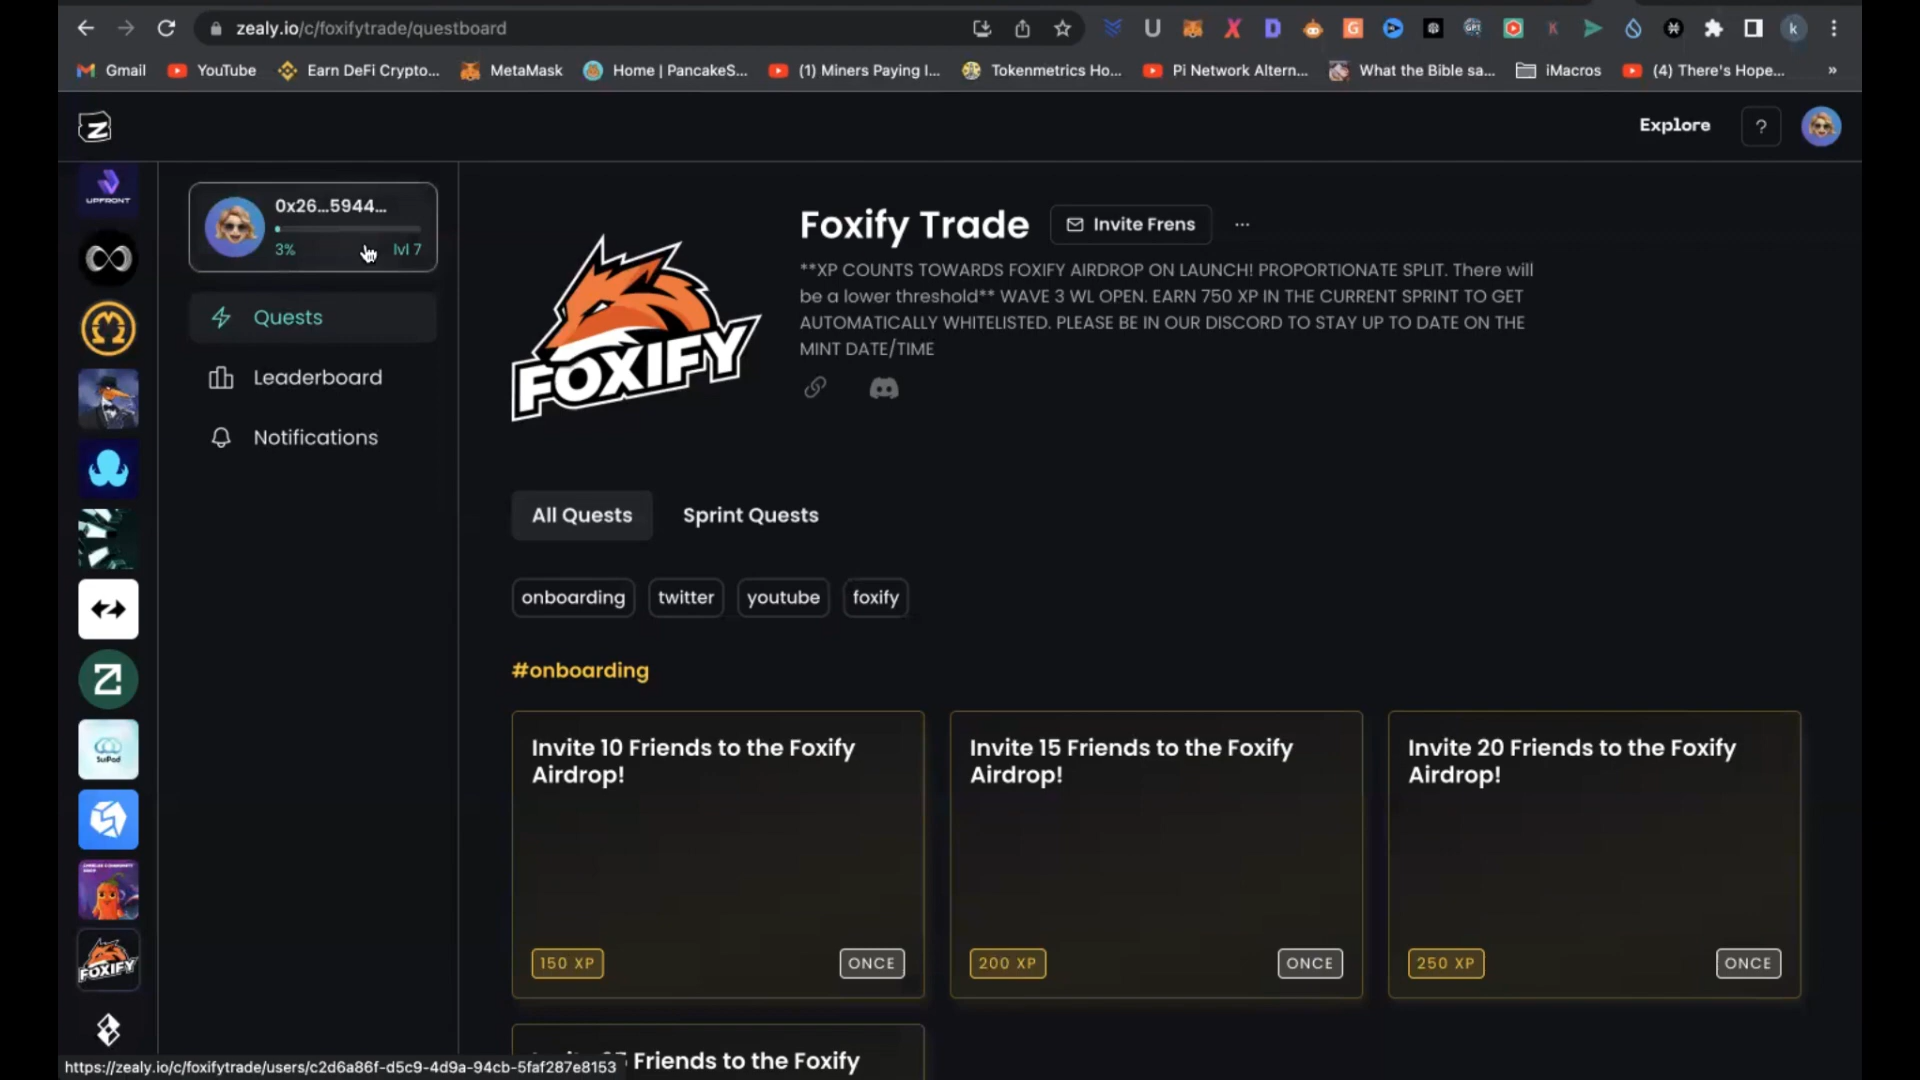 zealy.io/c/foxifytrade/questboard
Gmail
YouTube
Earn DeFi Crypto...
MetaMask
Home | PancakeS...
(1) Miners Paying I...
Tokenmetrics Ho...
Pi Network Altern...
What the Bible sa...
iMacros
(4) There's Hope...
»
Explore
?
UPFRONT
0x26...5944...
3%
lvl 7
Quests
Leaderboard
Notifications
SuiPad
FOXIFY
FOXIFY
Foxify Trade
Invite Frens
...
**XP COUNTS TOWARDS FOXIFY AIRDROP ON LAUNCH! PROPORTIONATE SPLIT. There will
be a lower threshold** WAVE 3 WL OPEN. EARN 750 XP IN THE CURRENT SPRINT TO GET
AUTOMATICALLY WHITELISTED. PLEASE BE IN OUR DISCORD TO STAY UP TO DATE ON THE
MINT DATE/TIME
All Quests
Sprint Quests
onboarding
twitter
youtube
foxify
#onboarding
Invite 10 Friends to the Foxify
Airdrop!
150 XP
ONCE
Invite 15 Friends to the Foxify
Airdrop!
200 XP
ONCE
Invite 20 Friends to the Foxify
Airdrop!
250 XP
ONCE
Friends to the Foxify
https://zealy.io/c/foxifytrade/users/c2d6a86f-d5c9-4d9a-94cb-5faf287e8153